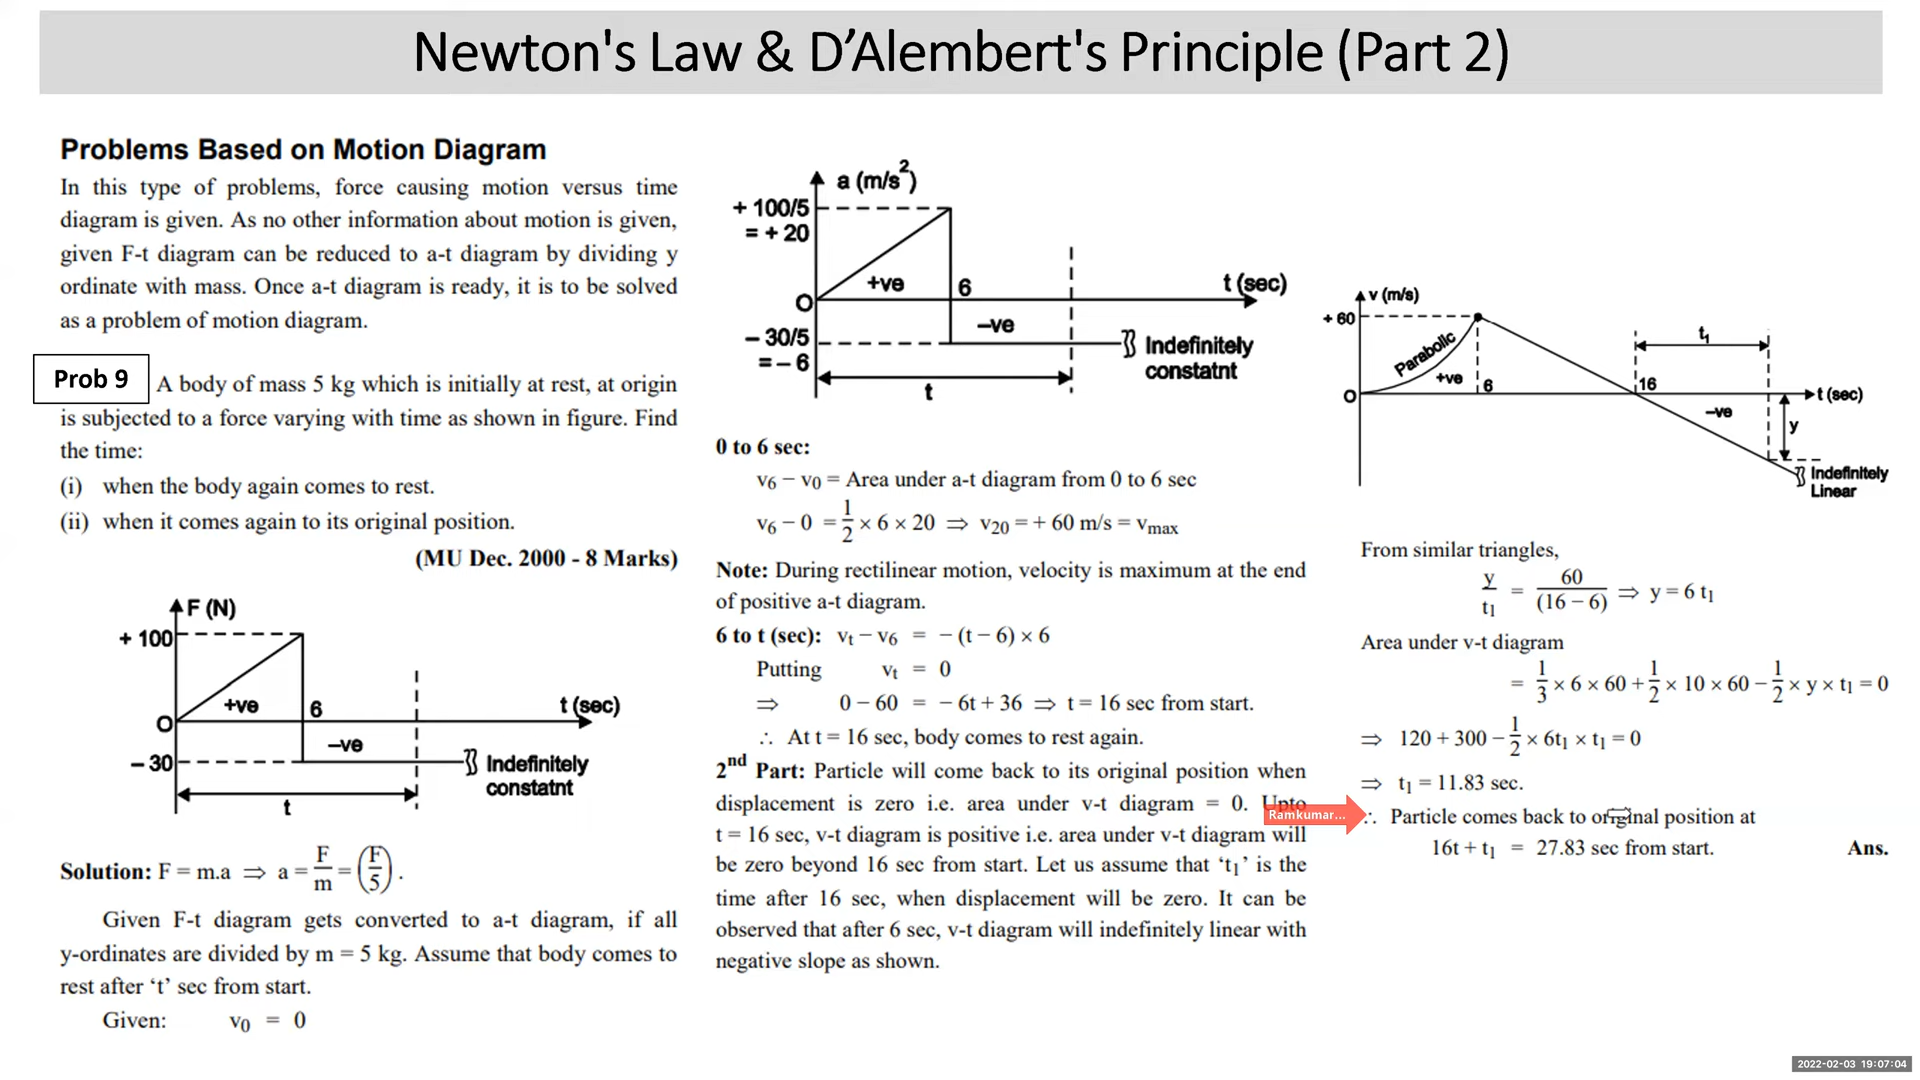 Newton's Law & D’Alembert's Principle (Part 2)
Problems Based on Motion Diagram
In this type of problems, force causing motion versus time
diagram is given. As no other information about motion is given,
given F-t diagram can be reduced to a-t diagram by dividing y
ordinate with mass. Once a-t diagram is ready, it is to be solved
as a problem of motion diagram.
Prob 9
A body of mass 5 kg which is initially at rest, at origin
is subjected to a force varying with time as shown in figure. Find
the time:
(i) when the body again comes to rest.
(ii) when it comes again to its original position.
(MU Dec. 2000 - 8 Marks)
F (N)
+ 100
+ve
6
t (sec)
O
–ve
– 30
Indefinitely
constatnt
t
Solution: F = m.a ⇒ a = F/m = (F/5) .
Given F-t diagram gets converted to a-t diagram, if all
y-ordinates are divided by m = 5 kg. Assume that body comes to
rest after ‘t’ sec from start.
Given: v₀ = 0
a (m/s²)
+ 100/5
= + 20
+ve
6
t (sec)
O
–ve
– 30/5
= – 6
Indefinitely
constatnt
t
0 to 6 sec:
v₆ – v₀ = Area under a-t diagram from 0 to 6 sec
v₆ – 0 = 1/2 × 6 × 20 ⇒ v₂₀ = + 60 m/s = vmax
Note: During rectilinear motion, velocity is maximum at the end
of positive a-t diagram.
6 to t (sec): vₜ – v₆ = – (t – 6) × 6
Putting vₜ = 0
⇒ 0 – 60 = – 6t + 36 ⇒ t = 16 sec from start.
∴ At t = 16 sec, body comes to rest again.
2nd Part: Particle will come back to its original position when
displacement is zero i.e. area under v-t diagram = 0. Upto
t = 16 sec, v-t diagram is positive i.e. area under v-t diagram will
be zero beyond 16 sec from start. Let us assume that ‘t₁’ is the
time after 16 sec, when displacement will be zero. It can be
observed that after 6 sec, v-t diagram will indefinitely linear with
negative slope as shown.
v (m/s)
+ 60
Parabolic
+ve
6
16
t₁
t (sec)
O
–ve
y
Indefinitely
Linear
From similar triangles,
y/t₁ = 60/(16 – 6) ⇒ y = 6 t₁
Area under v-t diagram
= 1/3 × 6 × 60 + 1/2 × 10 × 60 – 1/2 × y × t₁ = 0
⇒ 120 + 300 – 1/2 × 6t₁ × t₁ = 0
⇒ t₁ = 11.83 sec.
Ramkumar...
∴ Particle comes back to original position at
16t + t₁ = 27.83 sec from start. Ans.
2022-02-03 19:07:04